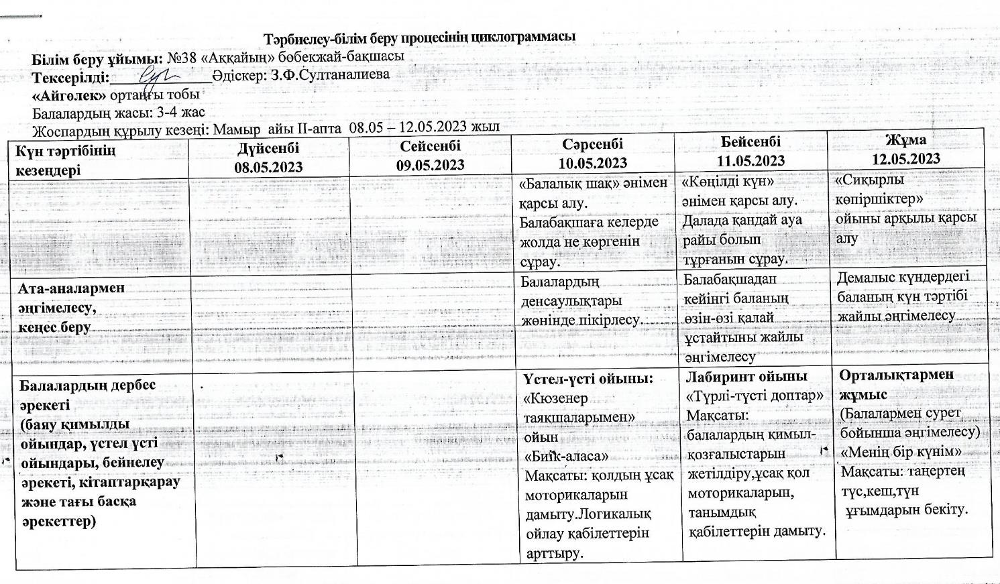 Тәрбиелеу-білім беру процесінің циклограммасы
Білім беру ұйымы: №38 «Аққайың» бөбекжай-бақшасы
Тексерілді: Әдіскер: З.Ф.Султаналиева
«Айгөлек» ортаңғы тобы
Балалардың жасы: 3-4 жас
Жоспардың құрылу кезеңі: Мамыр айы II-апта 08.05 – 12.05.2023 жыл
Күн тәртібінің
кезеңдері
Дүйсенбі
08.05.2023
Сейсенбі
09.05.2023
Сәрсенбі
10.05.2023
Бейсенбі
11.05.2023
Жұма
12.05.2023
«Балалық шақ» әнімен
қарсы алу.
Балабақшаға келерде
жолда не көргенін
сұрау.
«Көңілді күн»
әнімен қарсы алу.
Далада қандай ауа
райы болып
тұрғанын сұрау.
«Сиқырлы
көпіршіктер»
ойыны арқылы қарсы
алу
Ата-аналармен
әңгімелесу,
кеңес беру
Балалардың
денсаулықтары
жөнінде пікірлесу.
Балабақшадан
кейінгі баланың
өзін-өзі қалай
ұстайтыны жайлы
әңгімелесу
Демалыс күндердегі
баланың күн тәртібі
жайлы әңгімелесу
Балалардың дербес
әрекеті
(баяу қимылды
ойындар, үстел үсті
ойындары, бейнелеу
әрекеті, кітаптарқарау
және тағы басқа
әрекеттер)
Үстел-үсті ойыны:
«Кюзенер
таяқшаларымен»
ойын
«Биік-аласа»
Мақсаты: қолдың ұсақ
моторикаларын
дамыту.Логикалық
ойлау қабілеттерін
арттыру.
Лабиринт ойыны
«Түрлі-түсті доптар»
Мақсаты:
балалардың қимыл-
қозғалыстарын
жетілдіру,ұсақ қол
моторикаларын,
танымдық
қабілеттерін дамыту.
Орталықтармен
жұмыс
(Балалармен сурет
бойынша әңгімелесу)
«Менің бір күнім»
Мақсаты: таңертең
түс,кеш,түн
ұғымдарын бекіту.